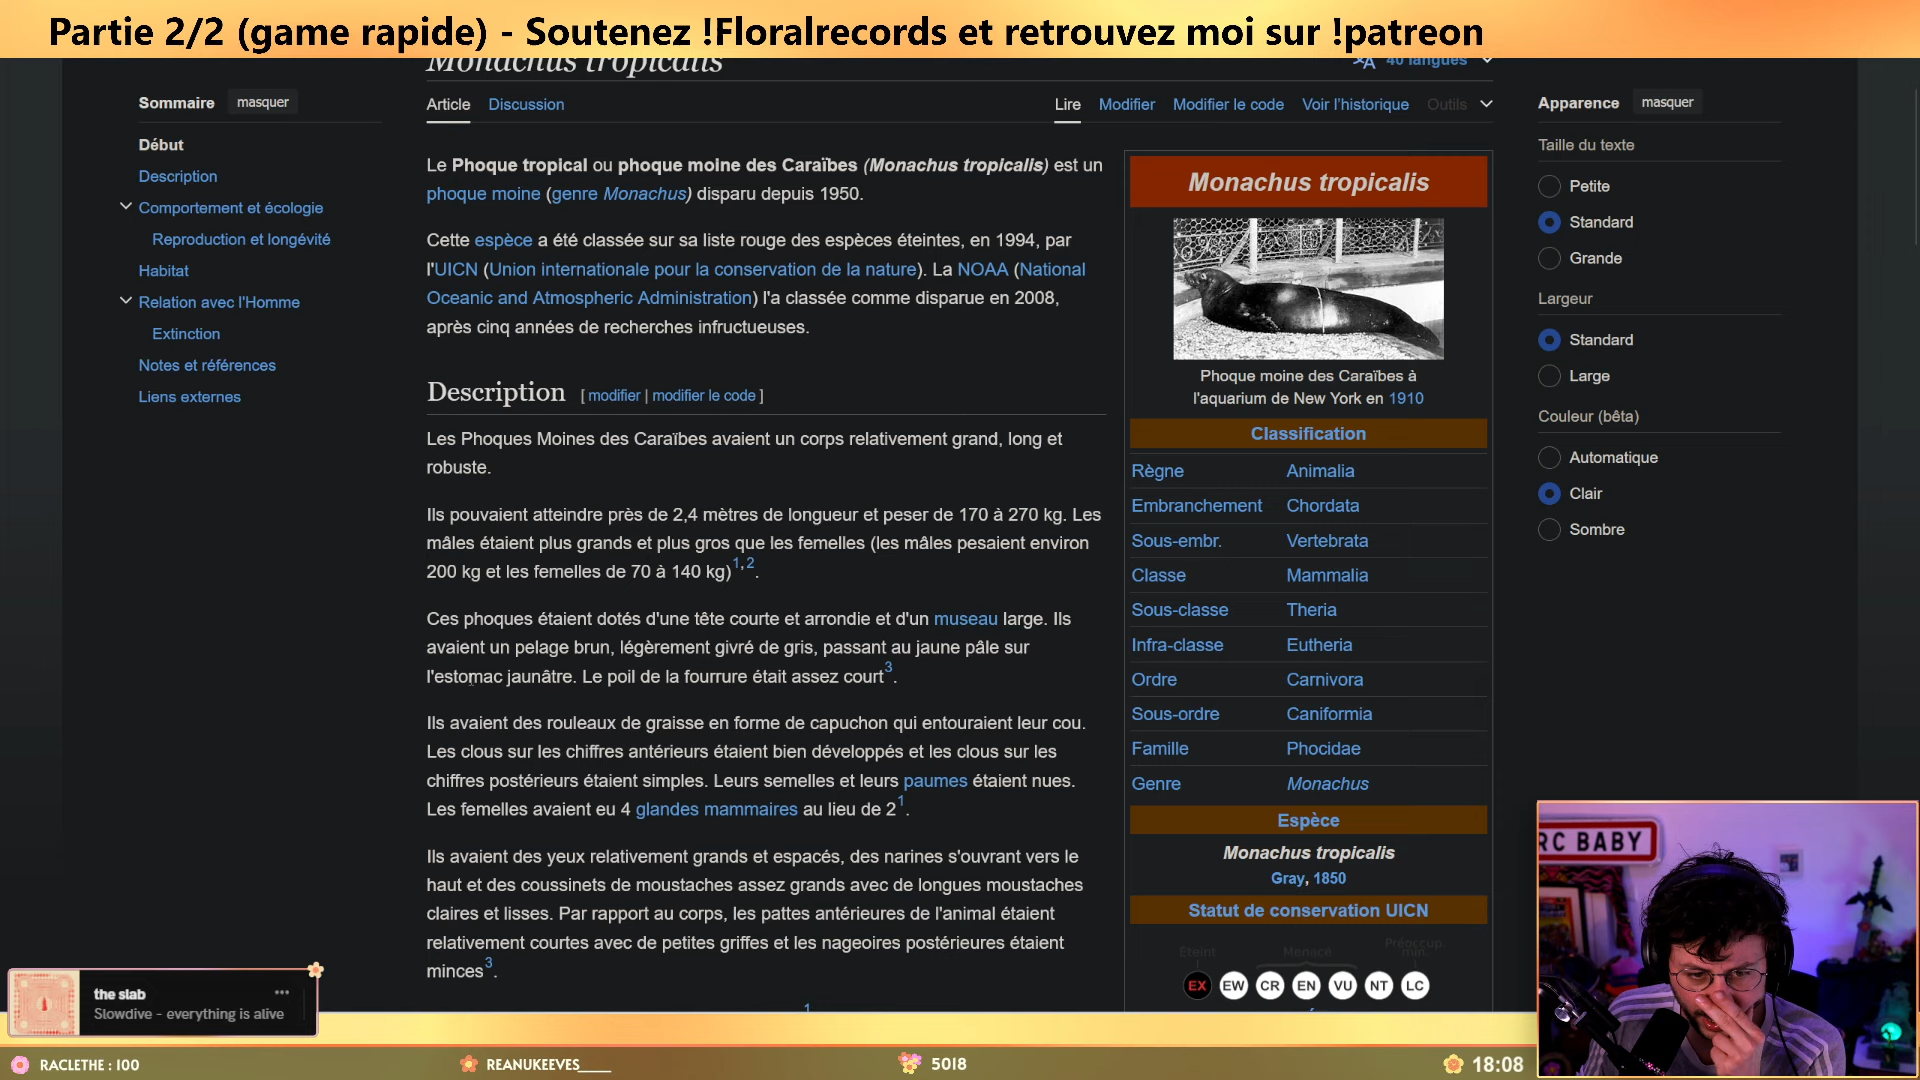 Partie 2/2 (game rapide) - Soutenez !Floralrecords et retrouvez moi sur !patreon
Monachus tropicalis
40 langues
Sommaire masquer
Début
Description
Comportement et écologie
Reproduction et longévité
Habitat
Relation avec l'Homme
Extinction
Notes et références
Liens externes
Article Discussion
Lire Modifier Modifier le code Voir l'historique Outils
Le Phoque tropical ou phoque moine des Caraïbes (Monachus tropicalis) est un
phoque moine (genre Monachus) disparu depuis 1950.
Cette espèce a été classée sur sa liste rouge des espèces éteintes, en 1994, par
l'UICN (Union internationale pour la conservation de la nature). La NOAA (National
Oceanic and Atmospheric Administration) l'a classée comme disparue en 2008,
après cinq années de recherches infructueuses.
Description [ modifier | modifier le code ]
Les Phoques Moines des Caraïbes avaient un corps relativement grand, long et
robuste.
Ils pouvaient atteindre près de 2,4 mètres de longueur et peser de 170 à 270 kg. Les
mâles étaient plus grands et plus gros que les femelles (les mâles pesaient environ
200 kg et les femelles de 70 à 140 kg)1,2.
Ces phoques étaient dotés d'une tête courte et arrondie et d'un museau large. Ils
avaient un pelage brun, légèrement givré de gris, passant au jaune pâle sur
l'estomac jaunâtre. Le poil de la fourrure était assez court3.
Ils avaient des rouleaux de graisse en forme de capuchon qui entouraient leur cou.
Les clous sur les chiffres antérieurs étaient bien développés et les clous sur les
chiffres postérieurs étaient simples. Leurs semelles et leurs paumes étaient nues.
Les femelles avaient eu 4 glandes mammaires au lieu de 21.
Ils avaient des yeux relativement grands et espacés, des narines s'ouvrant vers le
haut et des coussinets de moustaches assez grands avec de longues moustaches
claires et lisses. Par rapport au corps, les pattes antérieures de l'animal étaient
relativement courtes avec de petites griffes et les nageoires postérieures étaient
minces3.
1
Monachus tropicalis
Phoque moine des Caraïbes à
l'aquarium de New York en 1910
Classification
Règne Animalia
Embranchement Chordata
Sous-embr. Vertebrata
Classe Mammalia
Sous-classe Theria
Infra-classe Eutheria
Ordre Carnivora
Sous-ordre Caniformia
Famille Phocidae
Genre Monachus
Espèce
Monachus tropicalis
Gray, 1850
Statut de conservation UICN
Éteint Menacé Préoccup.
min.
EX EW CR EN VU NT LC
Apparence masquer
Taille du texte
Petite
Standard
Grande
Largeur
Standard
Large
Couleur (bêta)
Automatique
Clair
Sombre
RC BABY
the slab
Slowdive - everything is alive
RACLETHE : 100
REANUKEEVES____
5018
18:08